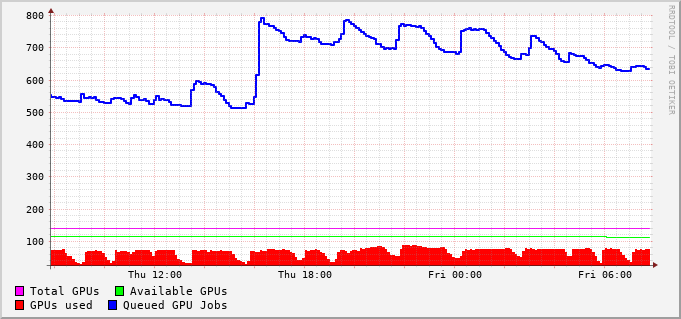 800
700
600
500
400
300
200
100
Thu 12:00 Thu 18:00 Fri 00:00 Fri 06:00
Total GPUs Available GPUs
GPUs used Queued GPU Jobs
RRDTOOL / TOBI OETIKER